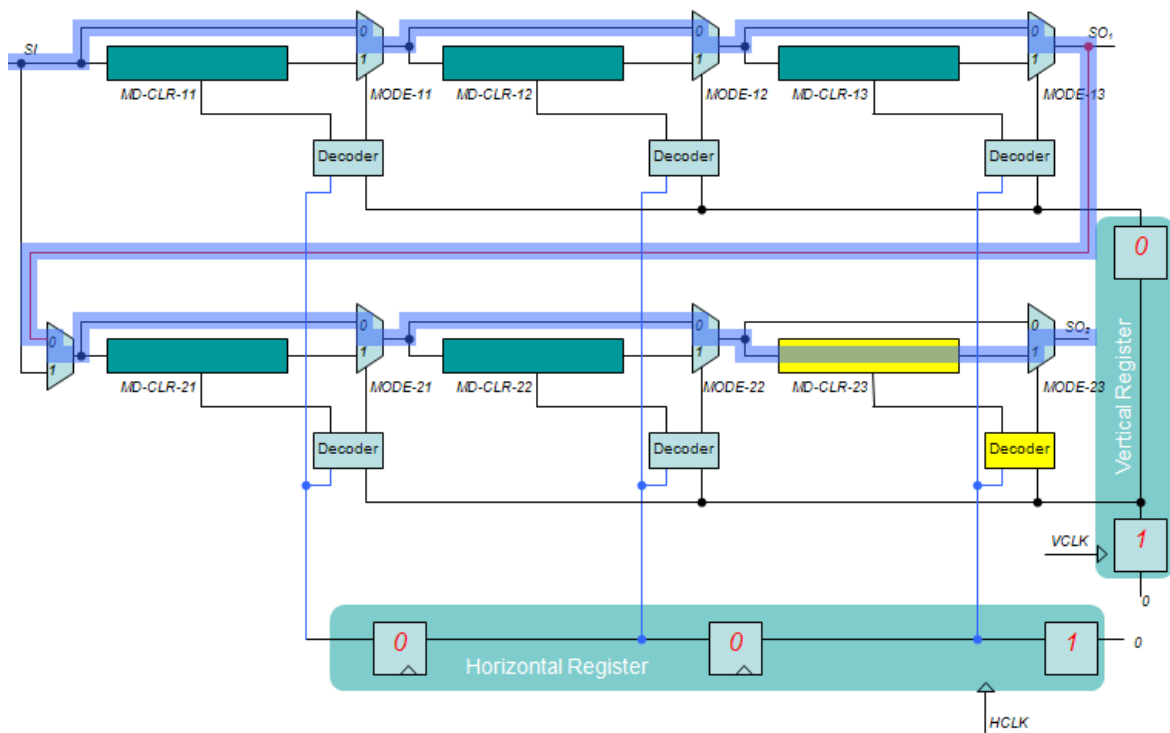 SI
0
1
0
1
0
1
SO₁
MD-CLR-11
MODE-11
MD-CLR-12
MODE-12
MD-CLR-13
MODE-13
Decoder
Decoder
Decoder
0
0
1
0
1
0
1
0
1
SO₂
MD-CLR-21
MODE-21
MD-CLR-22
MODE-22
MD-CLR-23
MODE-23
Decoder
Decoder
Decoder
Vertical Register
VCLK
1
0
0
0
1
0
Horizontal Register
HCLK